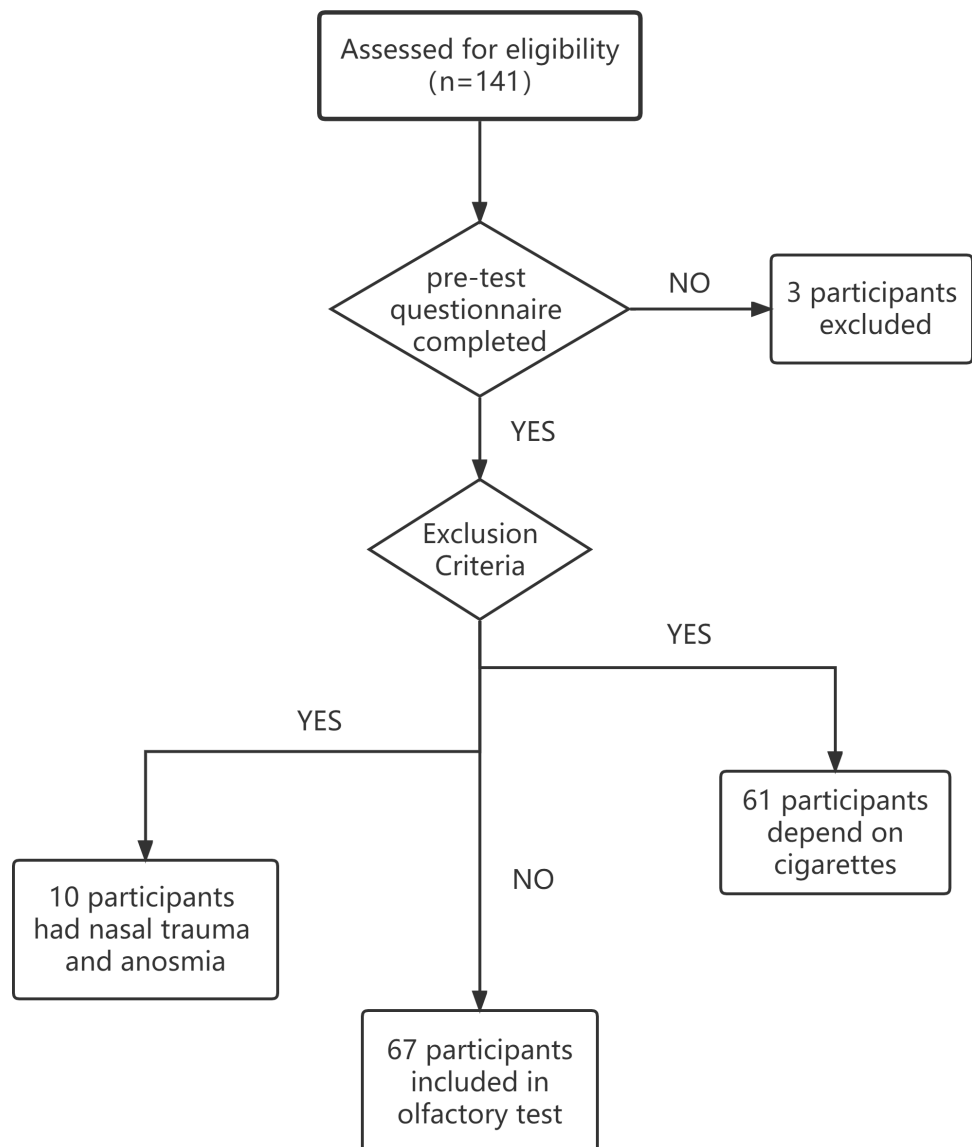 Assessed for eligibility
(n=141)
pre-test
questionnaire
completed
NO
3 participants
excluded
YES
Exclusion
Criteria
YES
YES
61 participants
depend on
cigarettes
10 participants
had nasal trauma
and anosmia
NO
67 participants
included in
olfactory test